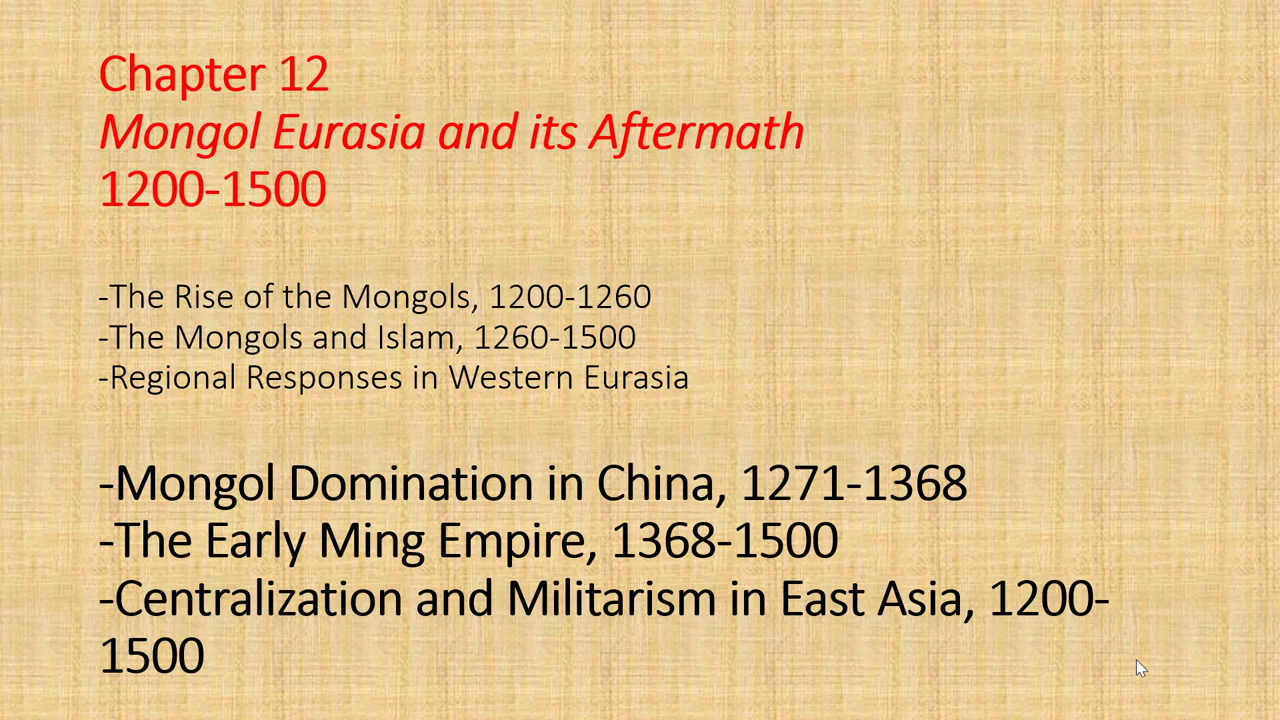 Chapter 12
Mongol Eurasia and its Aftermath
1200-1500
-The Rise of the Mongols, 1200-1260
-The Mongols and Islam, 1260-1500
-Regional Responses in Western Eurasia
-Mongol Domination in China, 1271-1368
-The Early Ming Empire, 1368-1500
-Centralization and Militarism in East Asia, 1200-
1500